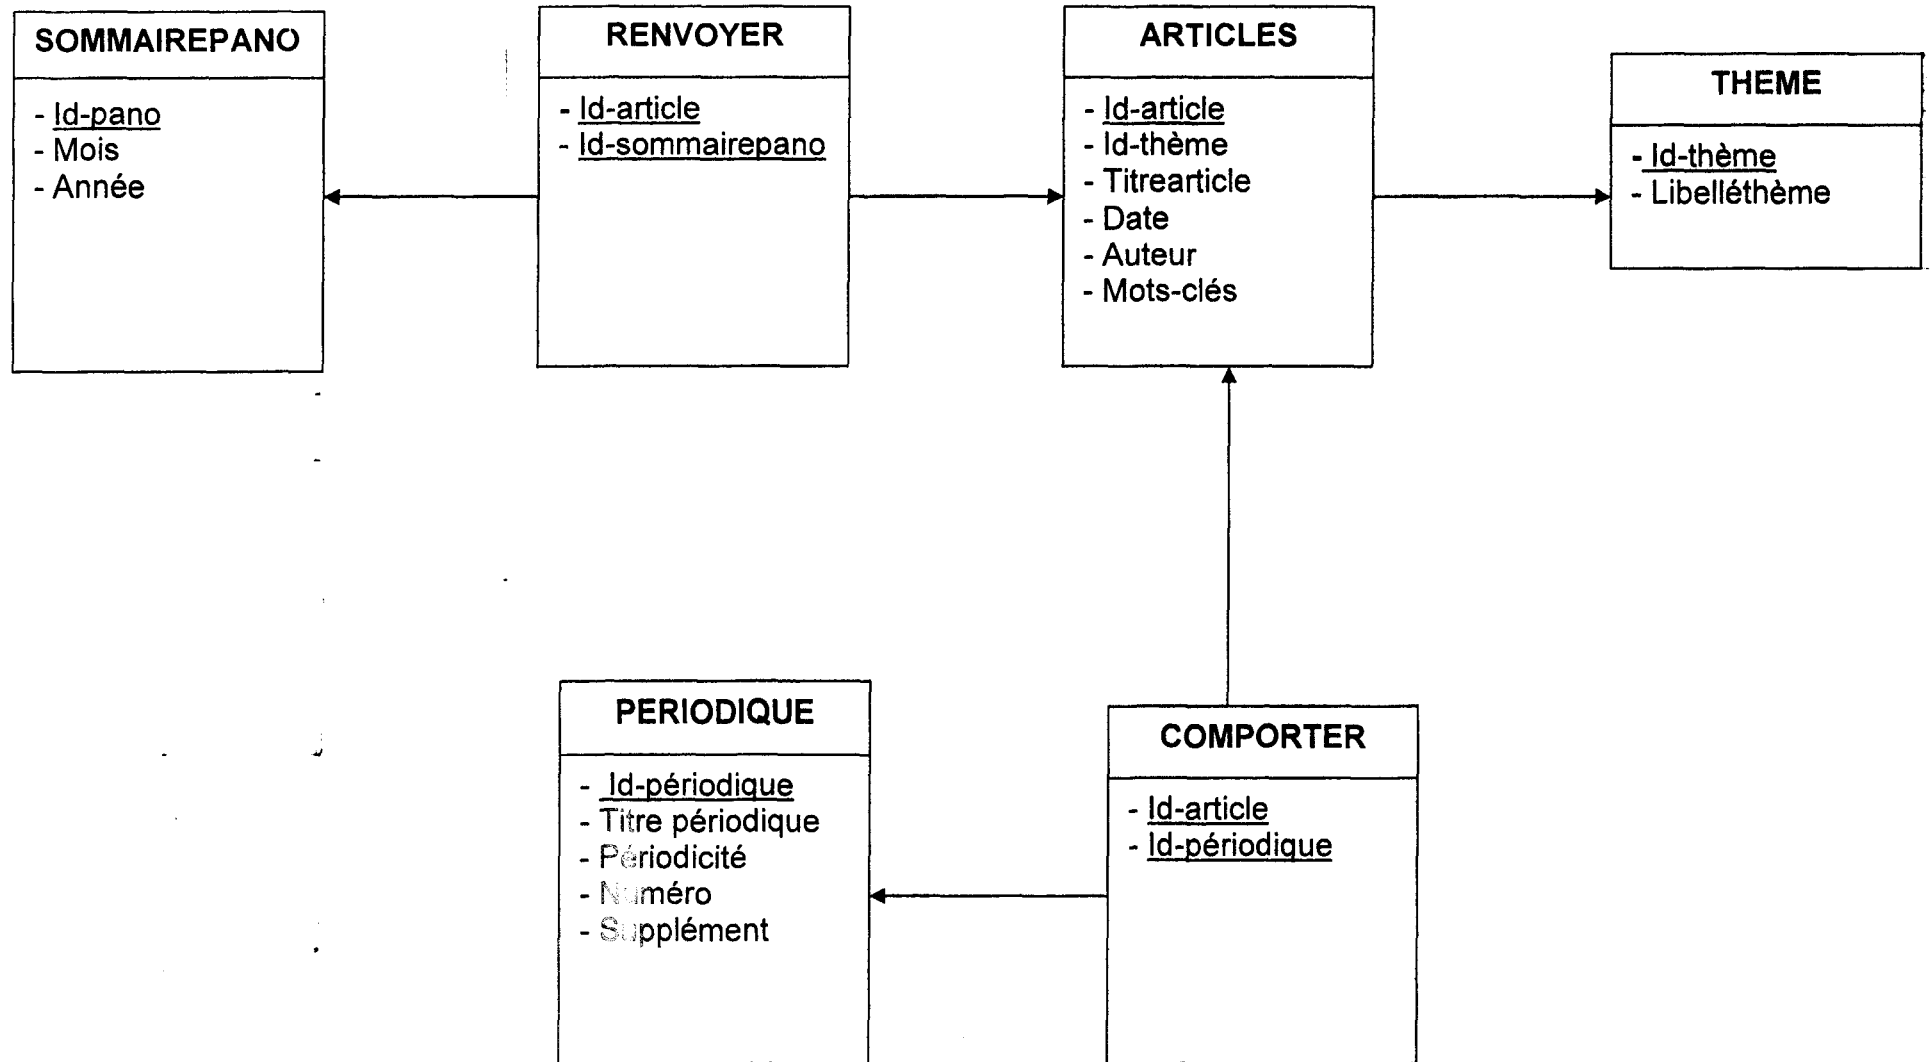 SOMMAIREPANO
- Id-pano
- Mois
- Année
RENVOYER
- Id-article
- Id-sommairepano
ARTICLES
- Id-article
- Id-thème
- Titrearticle
- Date
- Auteur
- Mots-clés
THEME
- Id-thème
- Libelléthème
PERIODIQUE
- Id-périodique
- Titre périodique
- Périodicité
- Numéro
- Supplément
COMPORTER
- Id-article
- Id-périodique